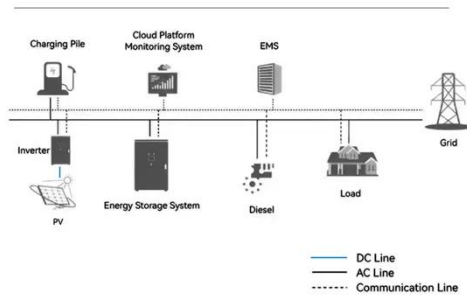 Charging Pile
Cloud Platform
Monitoring System
EMS
Inverter
Grid
PV
Energy Storage System
Diesel
Load
DC Line
AC Line
Communication Line